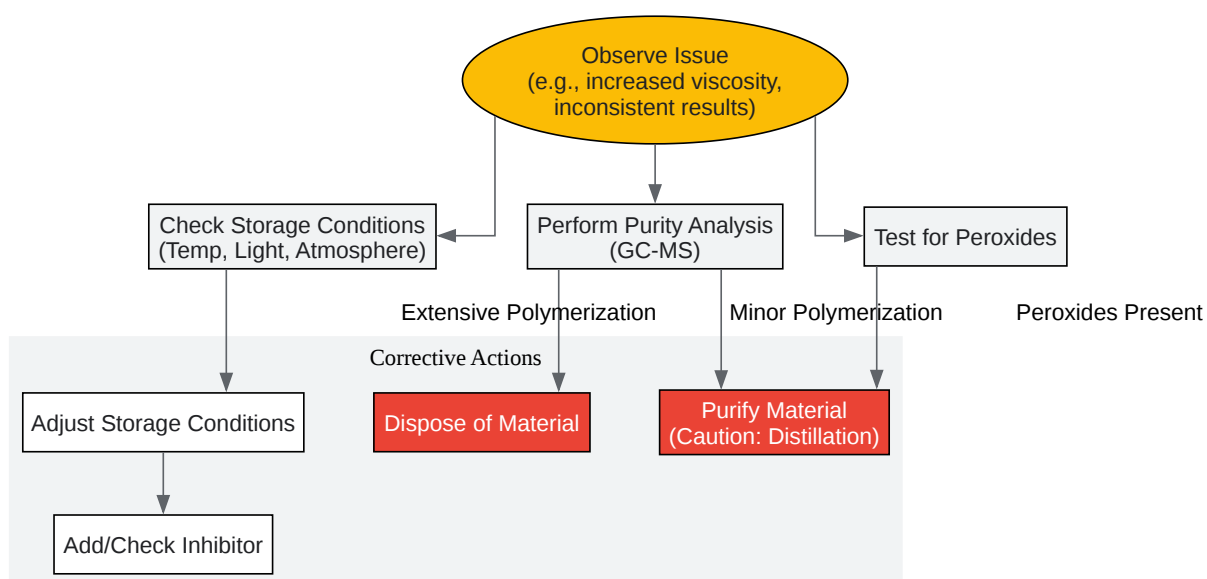 Observe Issue
(e.g., increased viscosity,
inconsistent results)
Check Storage Conditions
(Temp, Light, Atmosphere)
Perform Purity Analysis
(GC-MS)
Test for Peroxides
Extensive Polymerization
Minor Polymerization
Peroxides Present
Corrective Actions
Adjust Storage Conditions
Dispose of Material
Purify Material
(Caution: Distillation)
Add/Check Inhibitor